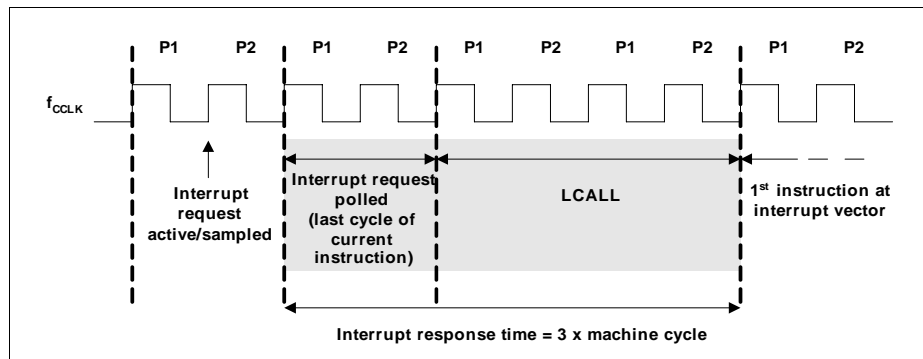 P1 P2 P1 P2 P1 P2 P1 P2 P1 P2
fCCLK
Interrupt
request
active/sampled
Interrupt request
polled
(last cycle of
current
instruction)
LCALL
1st instruction at
interrupt vector
Interrupt response time = 3 x machine cycle